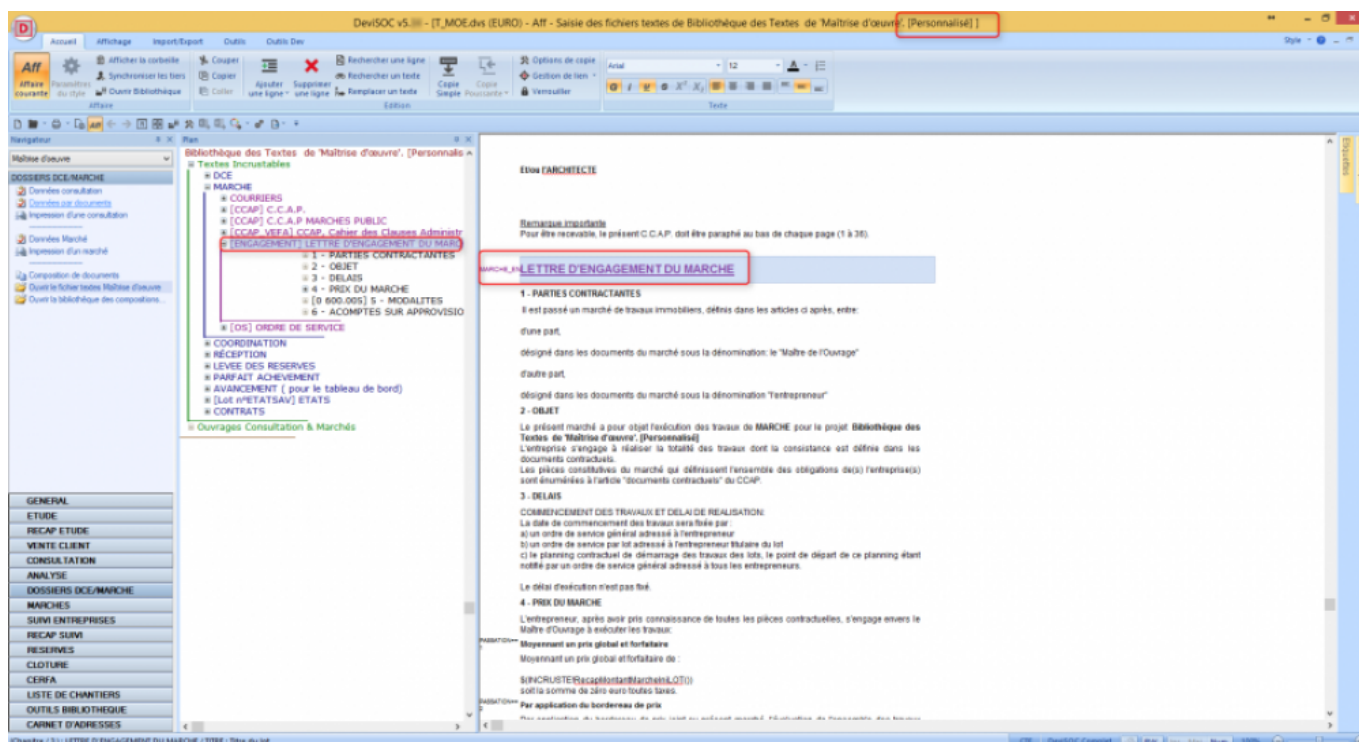 DeviSOC v5. - [T_MOE.dvs (EURO) - Aff - Saisie des fichiers textes de Bibliothèque des Textes de 'Maîtrise d'œuvre'. [Personnalisé] ]
Accueil Affichage Import/Export Outils Outils Dev
Style
Aff
Affaire courante
Paramètres du style
Afficher la corbeille
Synchroniser les tiers
Ouvrir Bibliothèque
Affaire
Couper
Copier
Coller
Ajouter une ligne
Supprimer une ligne
Rechercher une ligne
Rechercher un texte
Remplacer un texte
Edition
Copie Simple
Copie Poussante
Options de copie
Gestion de lien
Verrouiller
Arial 12
Texte
Navigateur
Maîtrise d'oeuvre
DOSSIERS DCE/MARCHE
Données consultation
Données par documents
Impression d'une consultation
Données Marché
Impression d'un marché
Composition de documents
Ouvrir le fichier textes Maîtrise d'oeuvre
Ouvrir la bibliothèque des compositions...
GENERAL
ETUDE
RECAP ETUDE
VENTE CLIENT
CONSULTATION
ANALYSE
DOSSIERS DCE/MARCHE
MARCHES
SUIVI ENTREPRISES
RECAP SUIVI
RESERVES
CLOTURE
CERFA
LISTE DE CHANTIERS
OUTILS BIBLIOTHEQUE
CARNET D'ADRESSES
Plan
Bibliothèque des Textes de 'Maîtrise d'œuvre'. [Personnalis
Textes Incrustables
DCE
MARCHE
COURRIERS
[CCAP] C.C.A.P.
[CCAP] C.C.A.P MARCHES PUBLIC
[CCAP_VEFA] CCAP, Cahier des Clauses Administr
[ENGAGEMENT] LETTRE D'ENGAGEMENT DU MARC
1 - PARTIES CONTRACTANTES
2 - OBJET
3 - DELAIS
4 - PRIX DU MARCHE
[0 600.005] 5 - MODALITES
6 - ACOMPTES SUR APPROVISIO
[OS] ORDRE DE SERVICE
COORDINATION
RÉCEPTION
LEVEE DES RESERVES
PARFAIT ACHEVEMENT
AVANCEMENT ( pour le tableau de bord)
[Lot n°ETATSAV] ETATS
CONTRATS
Ouvrages Consultation & Marchés
Etiquettes
Et/ou l'ARCHITECTE
Remarque importante
Pour être recevable, le présent C.C.A.P. doit être paraphé au bas de chaque page (1 à 36).
MARCHE_EN LETTRE D'ENGAGEMENT DU MARCHE
1 - PARTIES CONTRACTANTES
Il est passé un marché de travaux immobiliers, définis dans les articles ci après, entre:
d'une part,
désigné dans les documents du marché sous la dénomination: le "Maître de l'Ouvrage"
d'autre part,
désigné dans les documents du marché sous la dénomination "l'entrepreneur"
2 - OBJET
Le présent marché a pour objet l'exécution des travaux de MARCHE pour le projet Bibliothèque des
Textes de 'Maîtrise d'œuvre'. [Personnalisé]
L'entreprise s'engage à réaliser la totalité des travaux dont la consistance est définie dans les
documents contractuels.
Les pièces constitutives du marché qui définissent l'ensemble des obligations de(s) l'entreprise(s)
sont énumérées à l'article "documents contractuels" du CCAP.
3 - DELAIS
COMMENCEMENT DES TRAVAUX ET DELAI DE REALISATION:
La date de commencement des travaux sera fixée par :
a) un ordre de service général adressé à l'entrepreneur
b) un ordre de service par lot adressé à l'entrepreneur titulaire du lot
c) le planning contractuel de démarrage des travaux des lots, le point de départ de ce planning étant
notifié par un ordre de service général adressé à tous les entrepreneurs.
Le délai d'exécution n'est pas fixé.
4 - PRIX DU MARCHE
L'entrepreneur, après avoir pris connaissance de toutes les pièces contractuelles, s'engage envers le
Maître d'Ouvrage à exécuter les travaux:
Moyennant un prix global et forfaitaire
Moyennant un prix global et forfaitaire de :
$(INCRUSTE!RecapMontantMarcheIniLOT())
soit la somme de zéro euro toutes taxes.
Par application du bordereau de prix